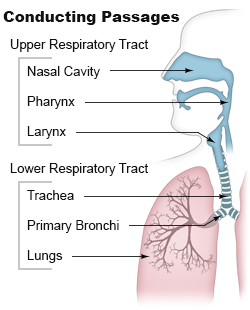 Conducting Passages
Upper Respiratory Tract
Nasal Cavity
Pharynx
Larynx
Lower Respiratory Tract
Trachea
Primary Bronchi
Lungs